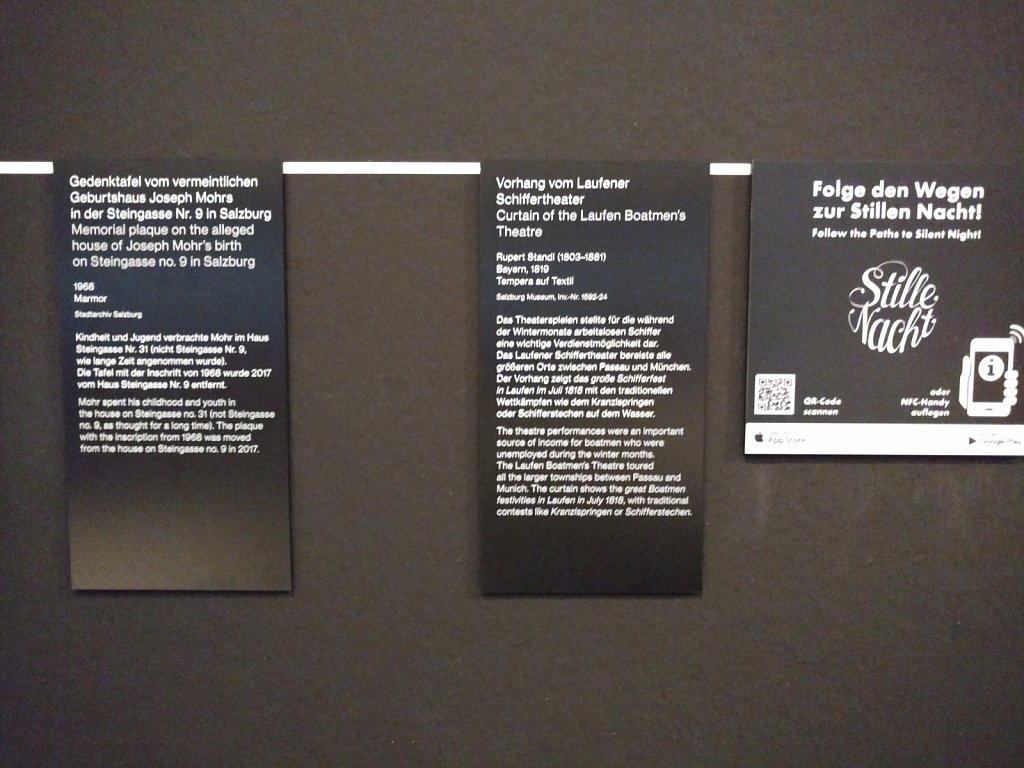 Gedenktafel vom vermeintlichen
Geburtshaus Joseph Mohrs
in der Steingasse Nr. 9 in Salzburg
Memorial plaque on the alleged
house of Joseph Mohr's birth
on Steingasse no. 9 in Salzburg
1968
Marmor
Stadtarchiv Salzburg
Kindheit und Jugend verbrachte Mohr im Haus
Steingasse Nr. 31 (nicht Steingasse Nr. 9,
wie lange Zeit angenommen wurde).
Die Tafel mit der Inschrift von 1968 wurde 2017
vom Haus Steingasse Nr. 9 entfernt.
Mohr spent his childhood and youth in
the house on Steingasse no. 31 (not Steingasse
no. 9, as thought for a long time). The plaque
with the inscription from 1968 was moved
from the house on Steingasse no. 9 in 2017.
Vorhang vom Laufener
Schiffertheater
Curtain of the Laufen Boatmen's
Theatre
Rupert Standl (1803–1881)
Bayern, 1819
Tempera auf Textil
Salzburg Museum, Inv.-Nr. 1592-24
Das Theaterspielen stellte für die während
der Wintermonate arbeitslosen Schiffer
eine wichtige Verdienstmöglichkeit dar.
Das Laufener Schiffertheater bereiste alle
größeren Orte zwischen Passau und München.
Der Vorhang zeigt das große Schifferfest
in Laufen im Juli 1818 mit den traditionellen
Wettkämpfen wie dem Kranzlspringen
oder Schifferstechen auf dem Wasser.
The theatre performances were an important
source of income for boatmen who were
unemployed during the winter months.
The Laufen Boatmen's Theatre toured
all the larger townships between Passau and
Munich. The curtain shows the great Boatmen
festivities in Laufen in July 1818, with traditional
contests like Kranzlspringen or Schifferstechen.
Folge den Wegen
zur Stillen Nacht!
Follow the Paths to Silent Night!
Stille
Nacht
QR-Code
scannen
oder
NFC-Handy
auflegen
App Store
Google Play